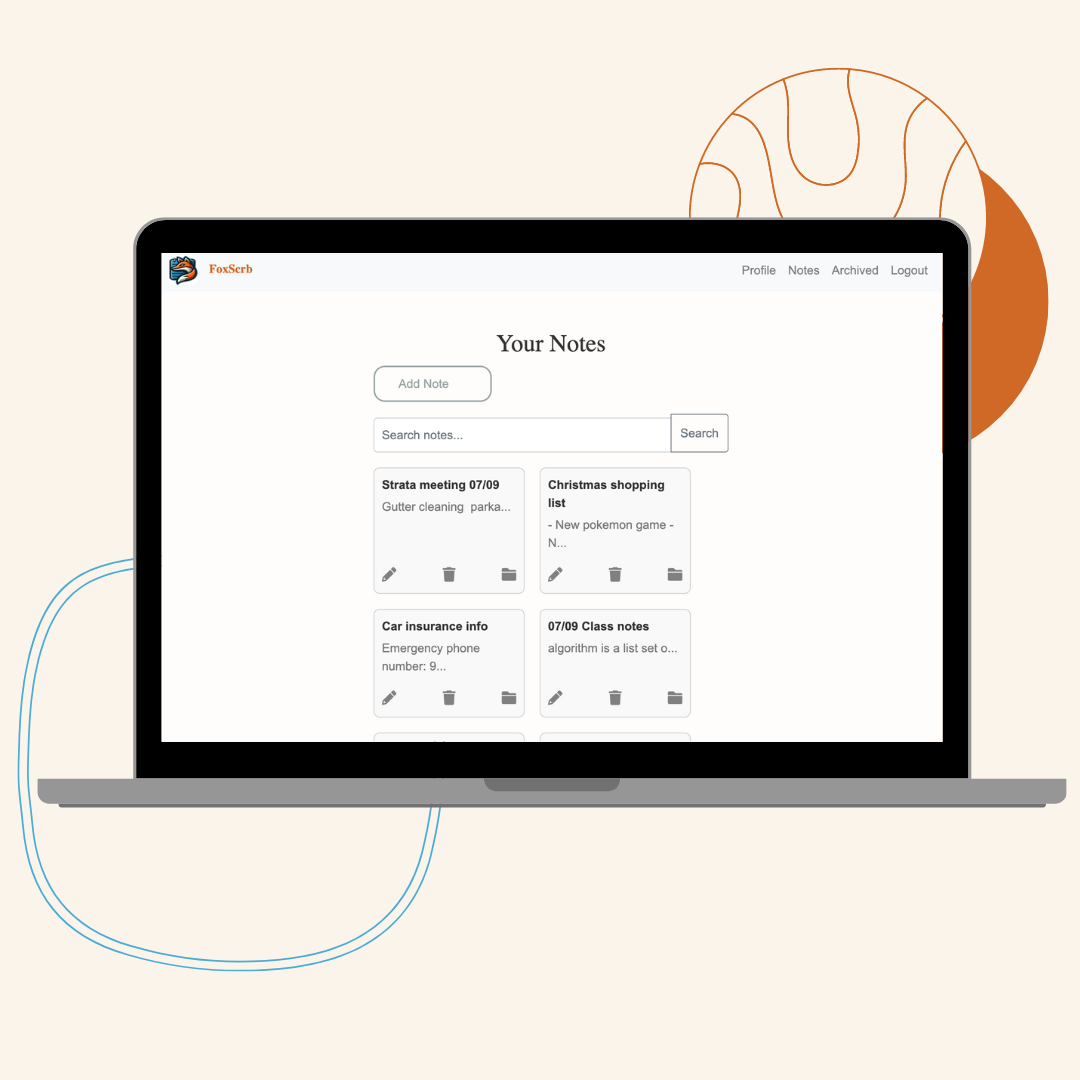 FoxScrb
Profile Notes Archived Logout
Your Notes
Add Note
Search notes... Search
Strata meeting 07/09
Gutter cleaning parka...
Christmas shopping
list
- New pokemon game -
N...
Car insurance info
Emergency phone
number: 9...
07/09 Class notes
algorithm is a list set o...